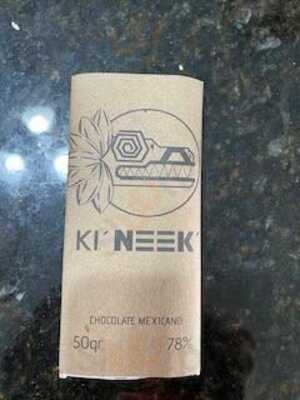 KI´NEEK´
CHOCOLATE MEXICANO
50gr 78%